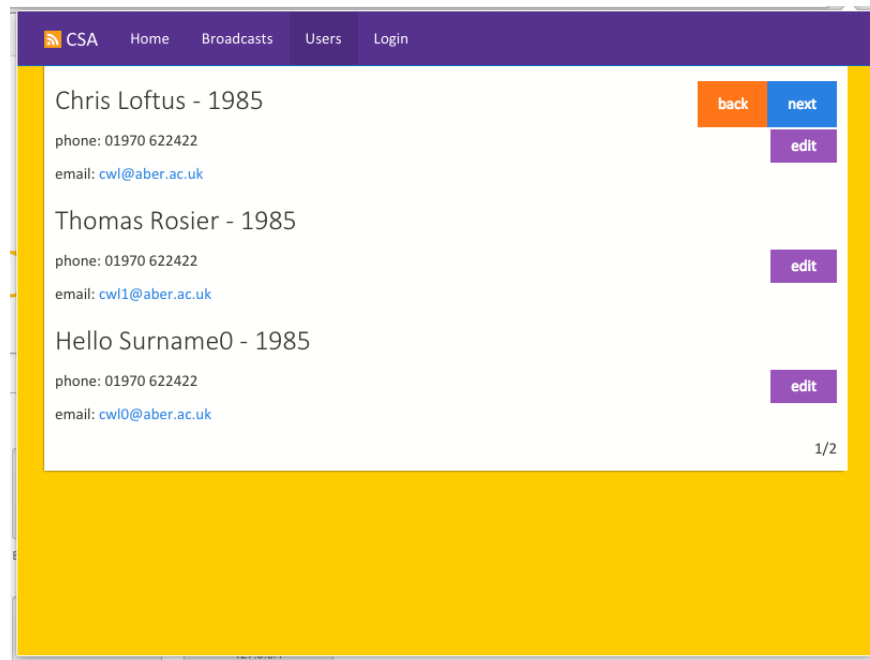 CSA Home Broadcasts Users Login
Chris Loftus - 1985
back next
phone: 01970 622422
edit
email: cwl@aber.ac.uk
Thomas Rosier - 1985
phone: 01970 622422
edit
email: cwl1@aber.ac.uk
Hello Surname0 - 1985
phone: 01970 622422
edit
email: cwl0@aber.ac.uk
1/2